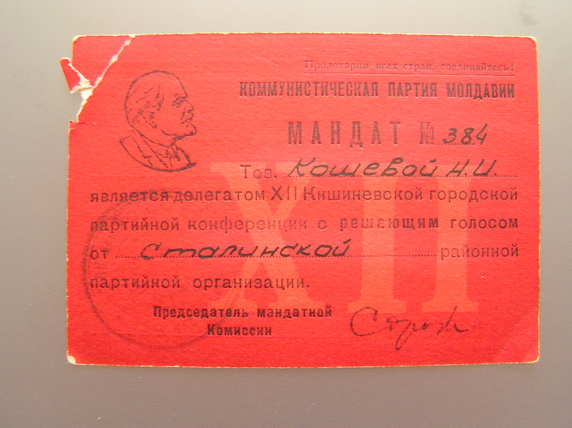 Пролетарии всех стран, соединяйтесь!
КОММУНИСТИЧЕСКАЯ ПАРТИЯ МОЛДАВИИ
МАНДАТ № 384
Тов. Кошевой Н.И.
является делегатом XII Кишиневской городской
партийной конференции с решающим голосом
от Сталинской районной
партийной организации.
XII
Председатель мандатной
Комиссии